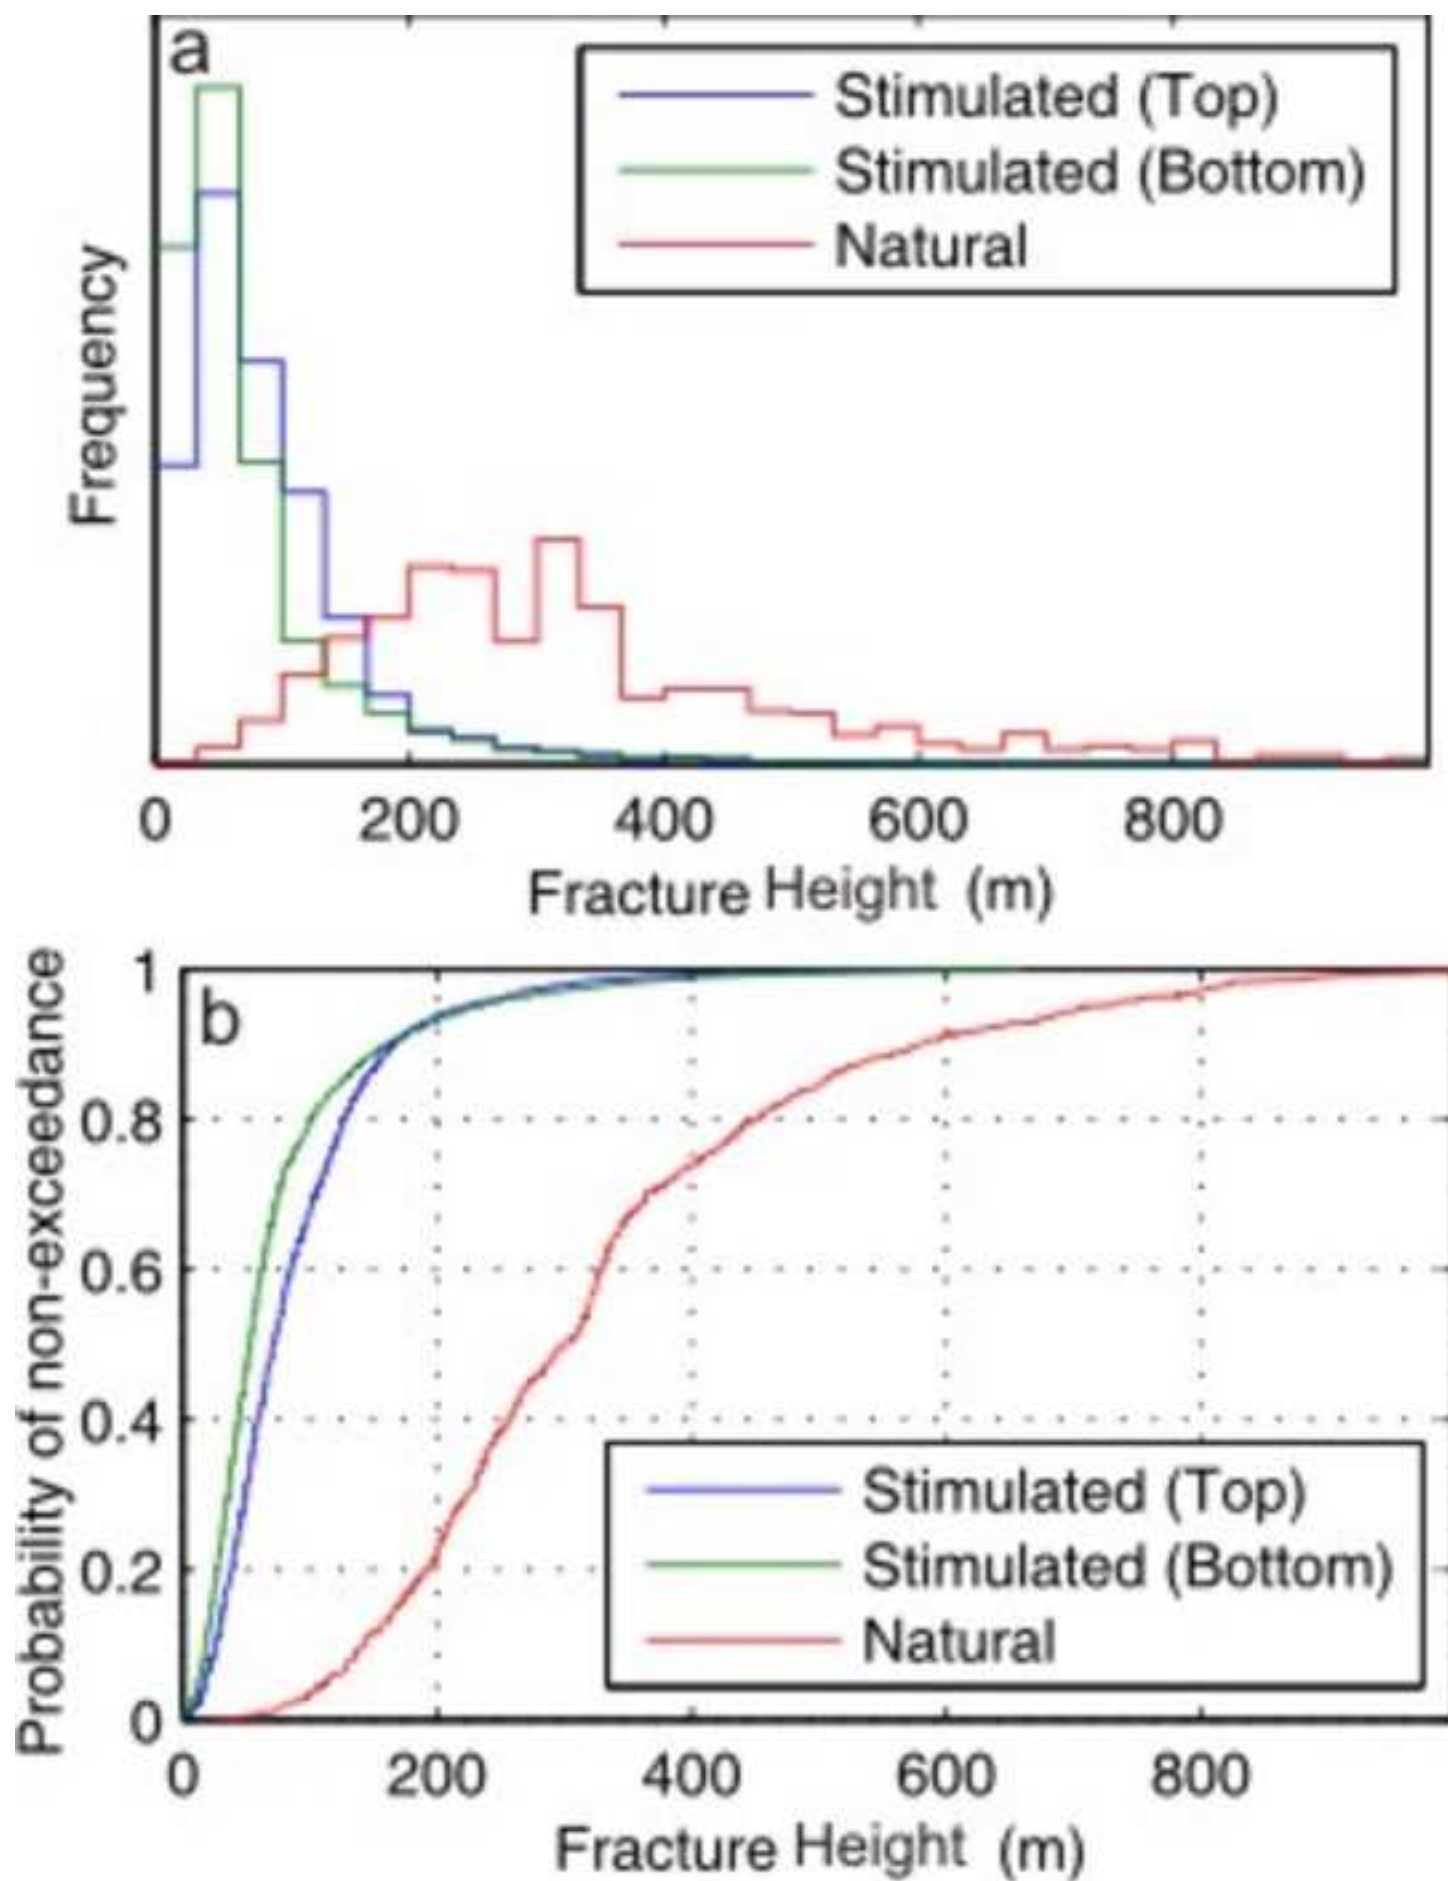 a
Stimulated (Top)
Stimulated (Bottom)
Natural
Frequency
0 200 400 600 800
Fracture Height (m)
b
Probability of non-exceedance
1
0.8
0.6
0.4
0.2
0
Stimulated (Top)
Stimulated (Bottom)
Natural
0 200 400 600 800
Fracture Height (m)